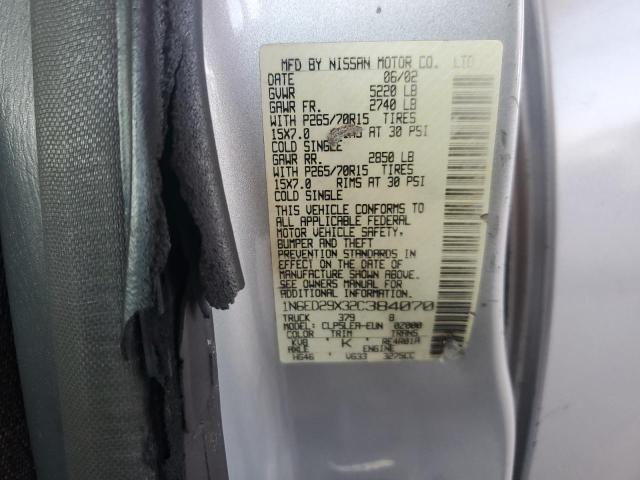 MFD BY NISSAN MOTOR CO. LTD
DATE 06/02
GVWR 5220 LB
GAWR FR. 2740 LB
WITH P265/70R15 TIRES
15X7.0 AT 30 PSI
COLD SINGLE
GAWR RR. 2850 LB
WITH P265/70R15 TIRES
15X7.0 RIMS AT 30 PSI
COLD SINGLE
THIS VEHICLE CONFORMS TO
ALL APPLICABLE FEDERAL
MOTOR VEHICLE SAFETY,
BUMPER AND THEFT
PREVENTION STANDARDS IN
EFFECT ON THE DATE OF
MANUFACTURE SHOWN ABOVE.
SEE OWNERS MANUAL.
1N6ED29X32C384070
TRUCK 379 8
MODEL: CLPSLEA-EUN 02000
COLOR TRIM TRANS
KV8 K RE4R01A
AXLE ENGINE
HG46 VG33 3275CC